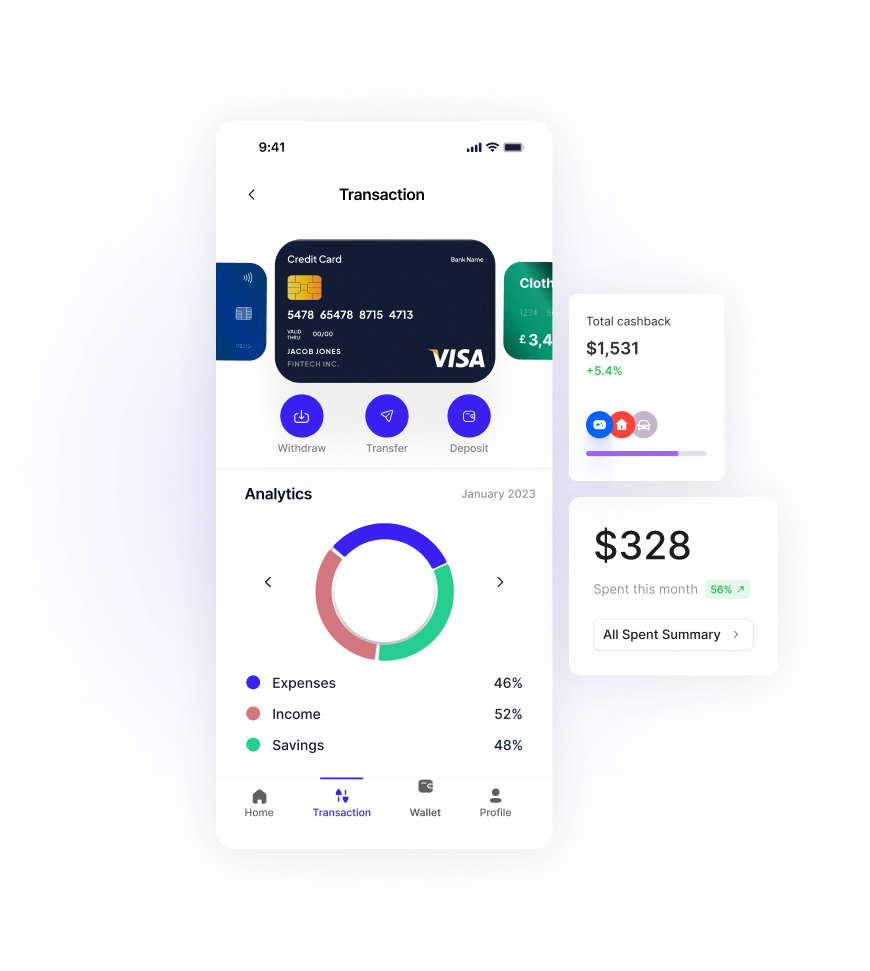 9:41
Transaction
Credit Card
Bank Name
5478 65478 8715 4713
VALID
THRU
00/00
JACOB JONES
FINTECH INC.
VISA
Cloth
1234
£3,4
Withdraw
Transfer
Deposit
Total cashback
$1,531
+5.4%
Analytics
January 2023
$328
Spent this month
56%
All Spent Summary
Expenses
46%
Income
52%
Savings
48%
Home
Transaction
Wallet
Profile